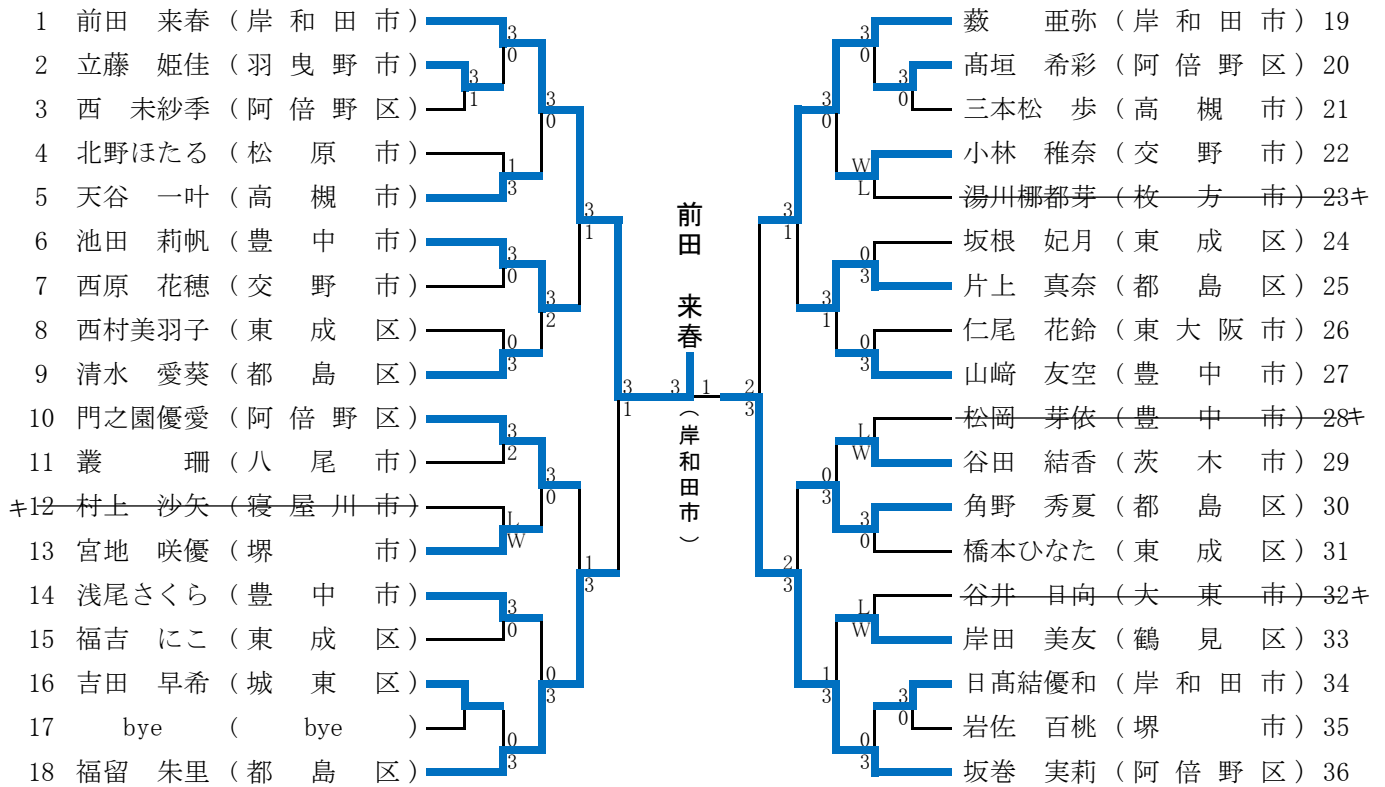 1 前田 来春 (岸和田市)
2 立藤 姫佳 (羽曳野市)
3 西 未紗季 (阿倍野区)
4 北野ほたる (松原市)
5 天谷 一叶 (高槻市)
6 池田 莉帆 (豊中市)
7 西原 花穂 (交野市)
8 西村美羽子 (東成区)
9 清水 愛葵 (都島区)
10 門之園優愛 (阿倍野区)
11 叢 珊 (八尾市)
キ12 村上 沙矢 (寝屋川市)
13 宮地 咲優 (堺市)
14 浅尾さくら (豊中市)
15 福吉 にこ (東成区)
16 吉田 早希 (城東区)
17 bye (bye)
18 福留 朱里 (都島区)
3 0
3 1
3 0
1 3
3 1
3 0
3 2
0 3
3 1
3 2
3 0
L W
1 3
3 0
0 3
0 3
前田 来春
3 1
(岸和田市)
3 0
3 0
3 0
W L
3 1
0 3
3 1
0 3
2 3
L W
0 3
3 0
2 3
L W
1 3
3 0
0 3
藪 亜弥 (岸和田市) 19
髙垣 希彩 (阿倍野区) 20
三本松 歩 (高槻市) 21
小林 稚奈 (交野市) 22
湯川梛都芽 (枚方市) 23キ
坂根 妃月 (東成区) 24
片上 真奈 (都島区) 25
仁尾 花鈴 (東大阪市) 26
山﨑 友空 (豊中市) 27
松岡 芽依 (豊中市) 28キ
谷田 結香 (茨木市) 29
角野 秀夏 (都島区) 30
橋本ひなた (東成区) 31
谷井 日向 (大東市) 32キ
岸田 美友 (鶴見区) 33
日髙結優和 (岸和田市) 34
岩佐 百桃 (堺市) 35
坂巻 実莉 (阿倍野区) 36